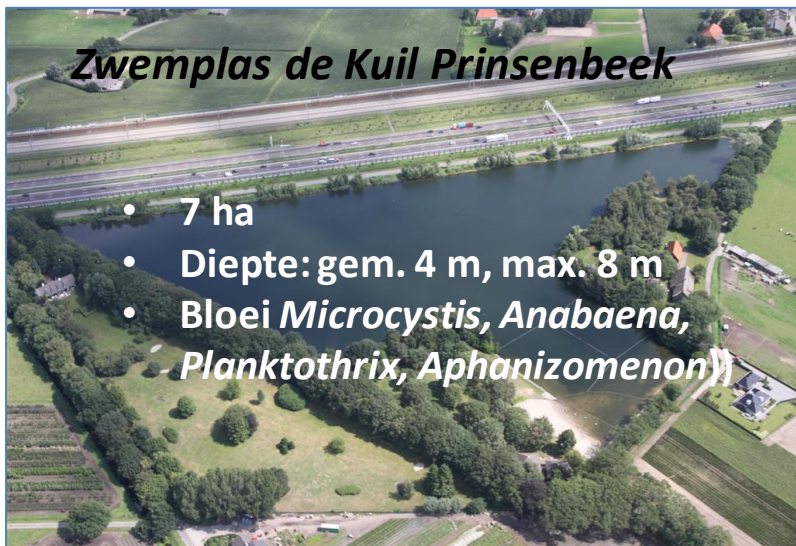 Zwemplas de Kuil Prinsenbeek
• 7 ha
• Diepte: gem. 4 m, max. 8 m
• Bloei Microcystis, Anabaena,
Planktothrix, Aphanizomenon))